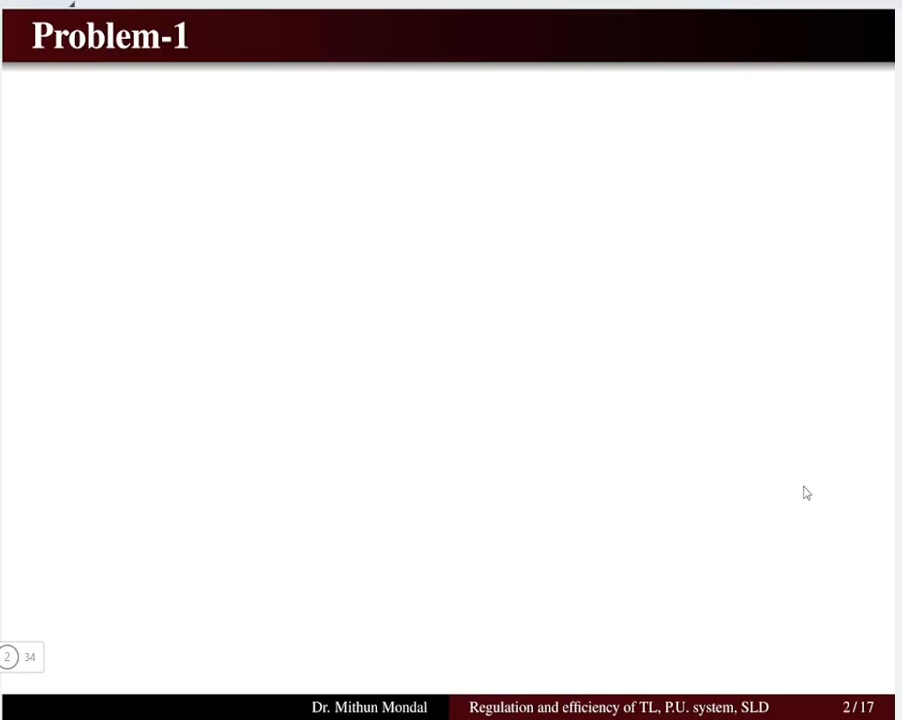 Problem-1
2 34
Dr. Mithun Mondal Regulation and efficiency of TL, P.U. system, SLD 2 / 17